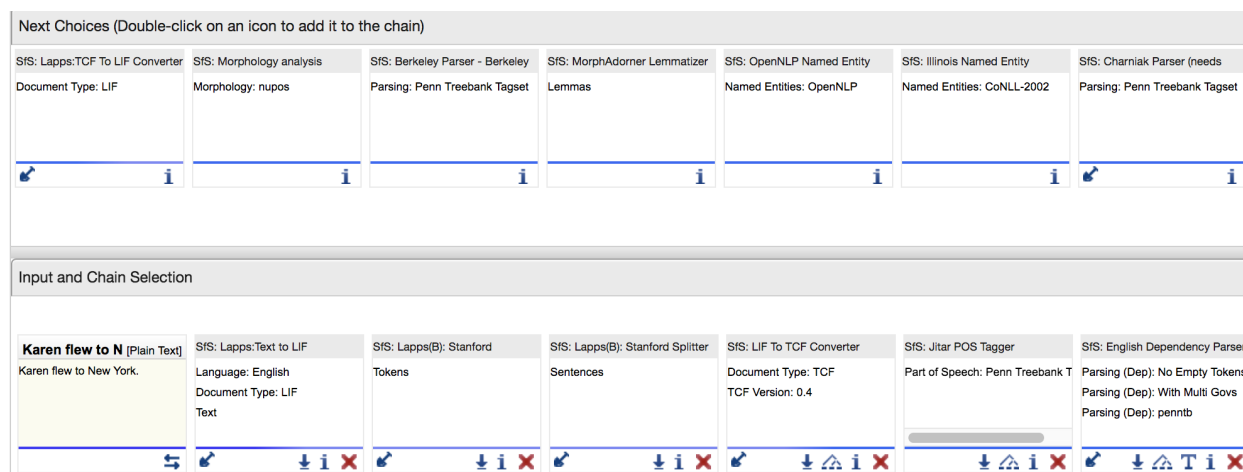 Next Choices (Double-click on an icon to add it to the chain)
SfS: Lapps:TCF To LIF Converter
Document Type: LIF
SfS: Morphology analysis
Morphology: nupos
SfS: Berkeley Parser - Berkeley
Parsing: Penn Treebank Tagset
SfS: MorphAdorner Lemmatizer
Lemmas
SfS: OpenNLP Named Entity
Named Entities: OpenNLP
SfS: Illinois Named Entity
Named Entities: CoNLL-2002
SfS: Charniak Parser (needs
Parsing: Penn Treebank Tagset
Input and Chain Selection
Karen flew to N [Plain Text]
Karen flew to New York.
SfS: Lapps:Text to LIF
Language: English
Document Type: LIF
Text
SfS: Lapps(B): Stanford
Tokens
SfS: Lapps(B): Stanford Splitter
Sentences
SfS: LIF To TCF Converter
Document Type: TCF
TCF Version: 0.4
SfS: Jitar POS Tagger
Part of Speech: Penn Treebank T
SfS: English Dependency Parser
Parsing (Dep): No Empty Tokens
Parsing (Dep): With Multi Govs
Parsing (Dep): penntb